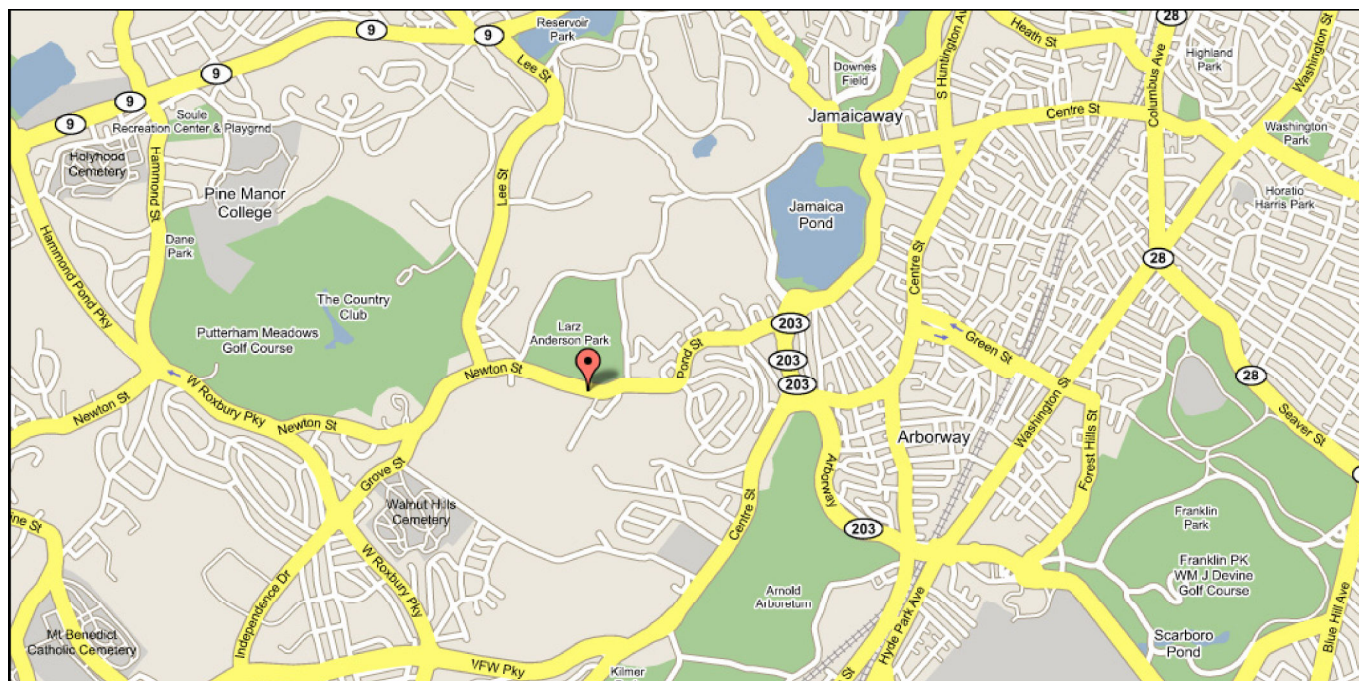 9
9
Reservoir
Park
Heath St
28
Highland
Park
Washington St
9
Lee St
Downes
Field
S Huntington Av
Columbus Ave
9
9
Soule
Recreation Center & Playgrnd
Jamaicaway
Centre St
Washington
Park
Holyhood
Cemetery
Hammond St
Pine Manor
College
Lee St
Jamaica
Pond
Horatio
Harris Park
Dane
Park
Hammond Pond Pky
Centre St
28
The Country
Club
Putterham Meadows
Golf Course
Larz
Anderson Park
203
Pond St
203
Green St
203
Newton St
Newton St
W Roxbury Pky
Newton St
28
Seaver St
Washington St
Arborway
Forest Hills St
Grove St
Arborway
Centre St
Walnut Hills
Cemetery
203
Franklin
Park
ine St
W Roxbury Pky
Independence Dr
Franklin PK
WM J Devine
Golf Course
Arnold
Arboretum
Hyde Park Ave
Blue Hill Ave
Mt Benedict
Catholic Cemetery
Scarboro
Pond
VFW Pky
Kilmer
St